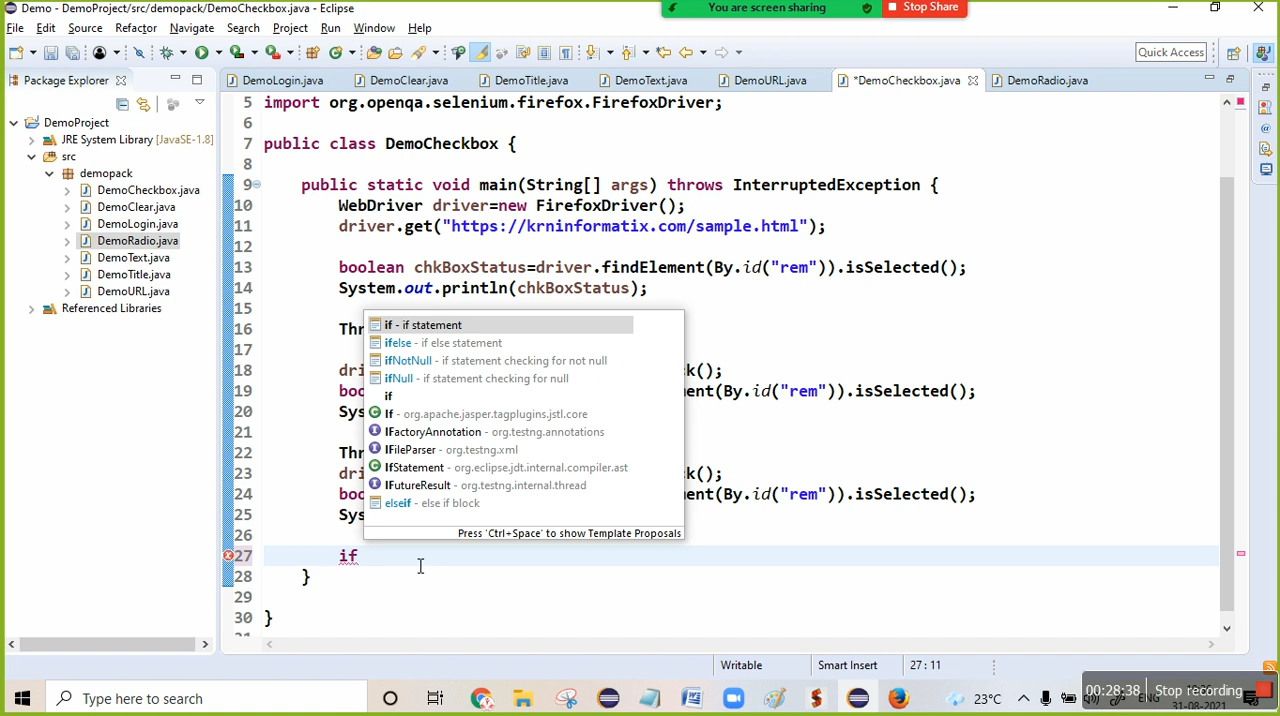 Demo - DemoProject/src/demopack/DemoCheckbox.java - Eclipse
You are screen sharing
Stop Share
File Edit Source Refactor Navigate Search Project Run Window Help
Quick Access
Package Explorer
DemoLogin.java DemoClear.java DemoTitle.java DemoText.java DemoURL.java *DemoCheckbox.java DemoRadio.java
DemoProject
JRE System Library [JavaSE-1.8]
src
demopack
DemoCheckbox.java
DemoClear.java
DemoLogin.java
DemoRadio.java
DemoText.java
DemoTitle.java
DemoURL.java
Referenced Libraries
5 import org.openqa.selenium.firefox.FirefoxDriver;
6
7 public class DemoCheckbox {
8
9 public static void main(String[] args) throws InterruptedException {
10 WebDriver driver=new FirefoxDriver();
11 driver.get("https://krninformatix.com/sample.html");
12
13 boolean chkBoxStatus=driver.findElement(By.id("rem")).isSelected();
14 System.out.println(chkBoxStatus);
15
16 Thr
17
18 dri k();
19 boo ment(By.id("rem")).isSelected();
20 Sys
21
22 Thr
23 dri k();
24 boo ment(By.id("rem")).isSelected();
25 Sys
26
27 if
28 }
29
30 }
31
if - if statement
ifelse - if else statement
ifNotNull - if statement checking for not null
ifNull - if statement checking for null
if
If - org.apache.jasper.tagplugins.jstl.core
IFactoryAnnotation - org.testng.annotations
IFileParser - org.testng.xml
IfStatement - org.eclipse.jdt.internal.compiler.ast
IFutureResult - org.testng.internal.thread
elseif - else if block
Press 'Ctrl+Space' to show Template Proposals
Writable Smart Insert 27 : 11
Type here to search
23°C
ENG
31-08-2021
00:28:38 Stop recording